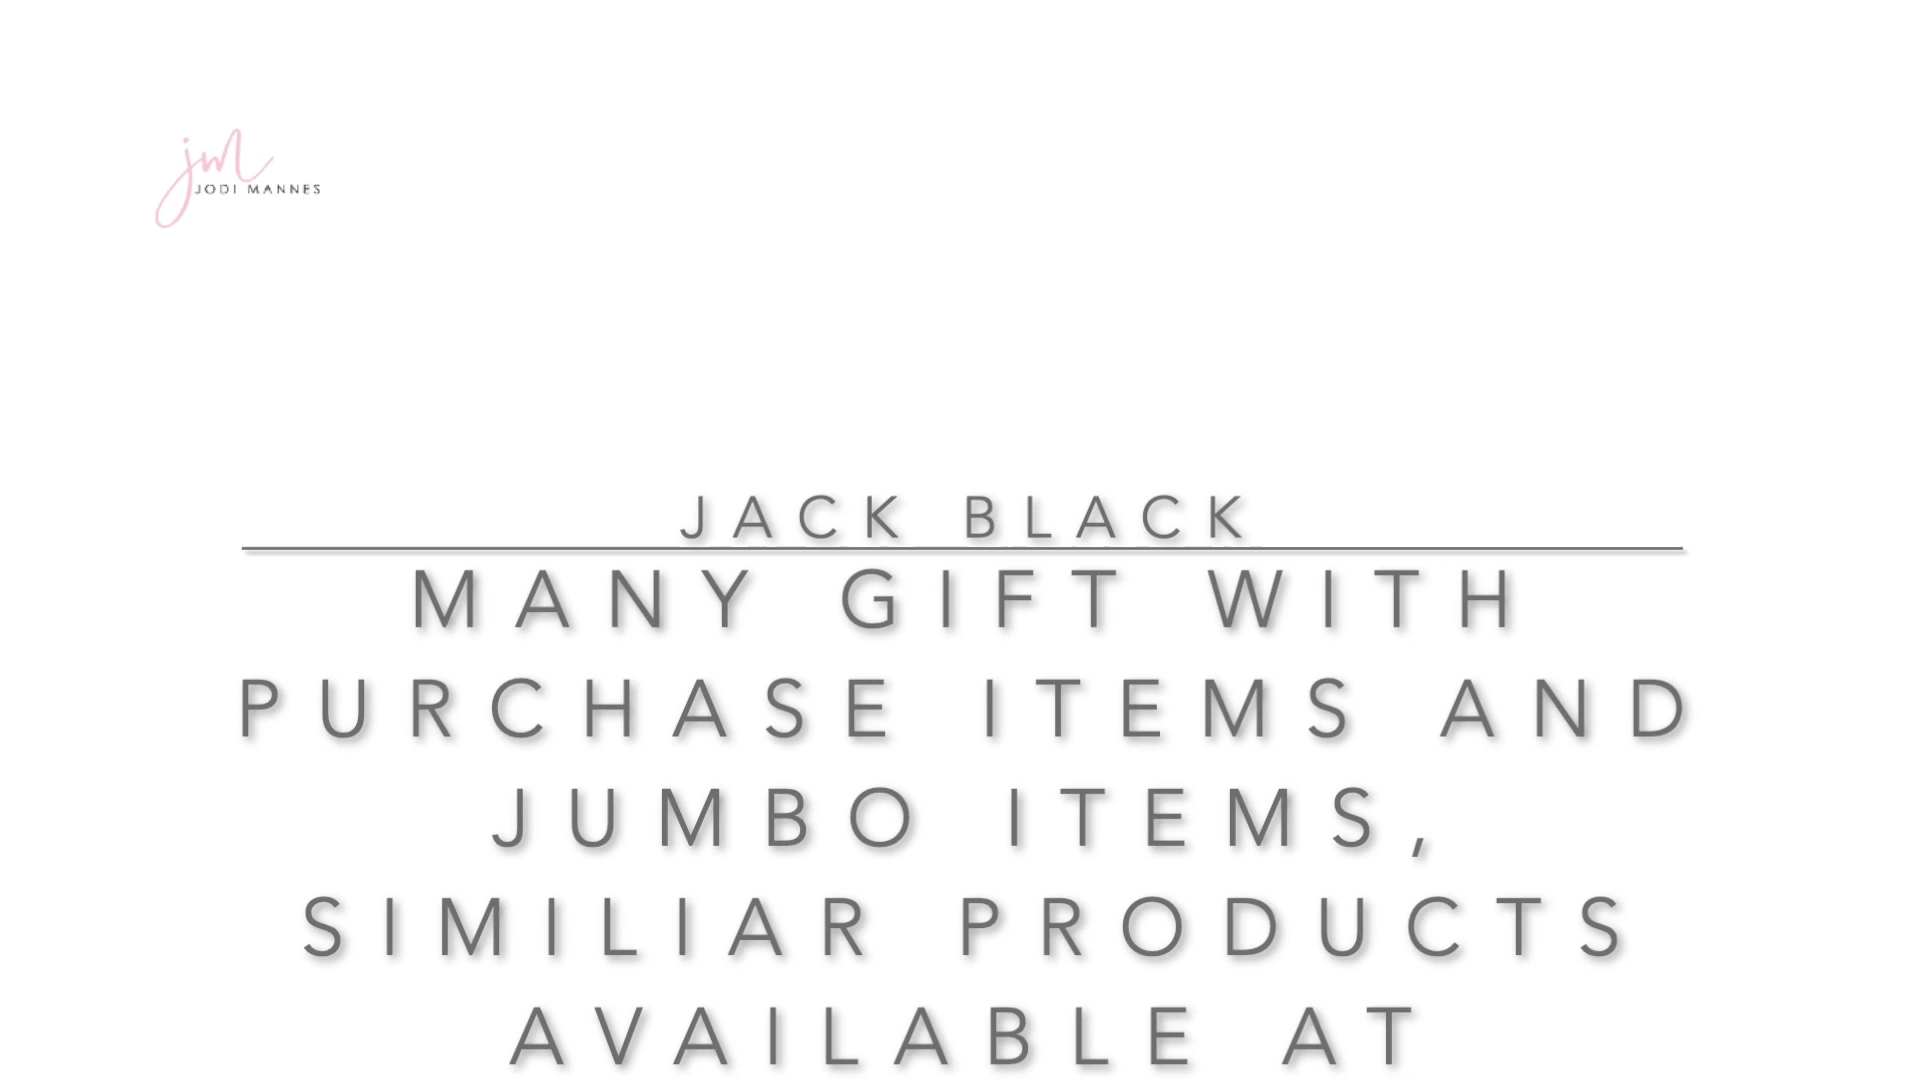 jm
JODI MANNES
JACK BLACK
MANY GIFT WITH
PURCHASE ITEMS AND
JUMBO ITEMS,
SIMILIAR PRODUCTS
AVAILABLE AT